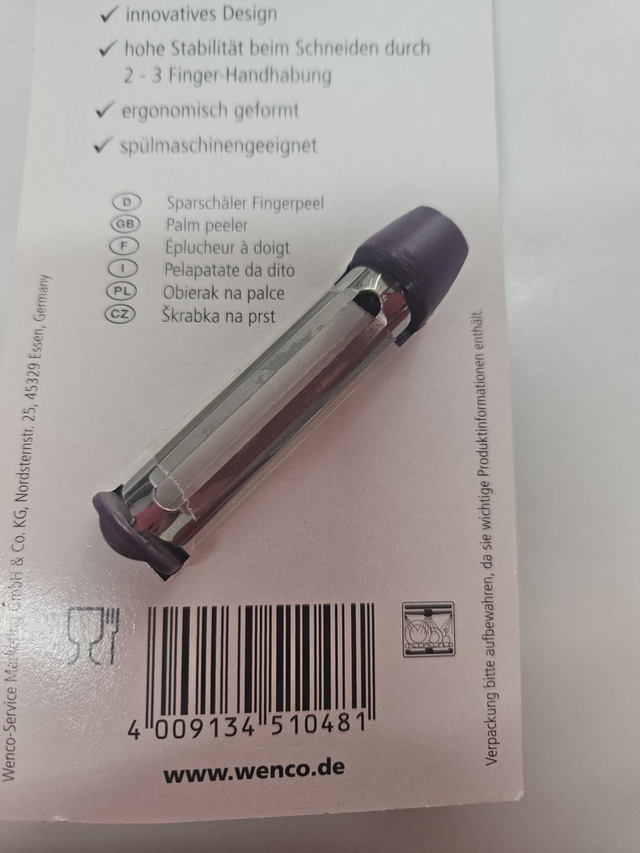 ✓ innovatives Design
✓ hohe Stabilität beim Schneiden durch
2 - 3 Finger-Handhabung
✓ ergonomisch geformt
✓ spülmaschinengeeignet
D Sparschäler Fingerpeel
GB Palm peeler
F Éplucheur à doigt
I Pelapatate da dito
PL Obierak na palce
CZ Škrabka na prst
Wenco-Service Marketing GmbH & Co. KG, Nordsternstr. 25, 45329 Essen, Germany
Verpackung bitte aufbewahren, da sie wichtige Produktinformationen enthält.
4 009134 510481
www.wenco.de